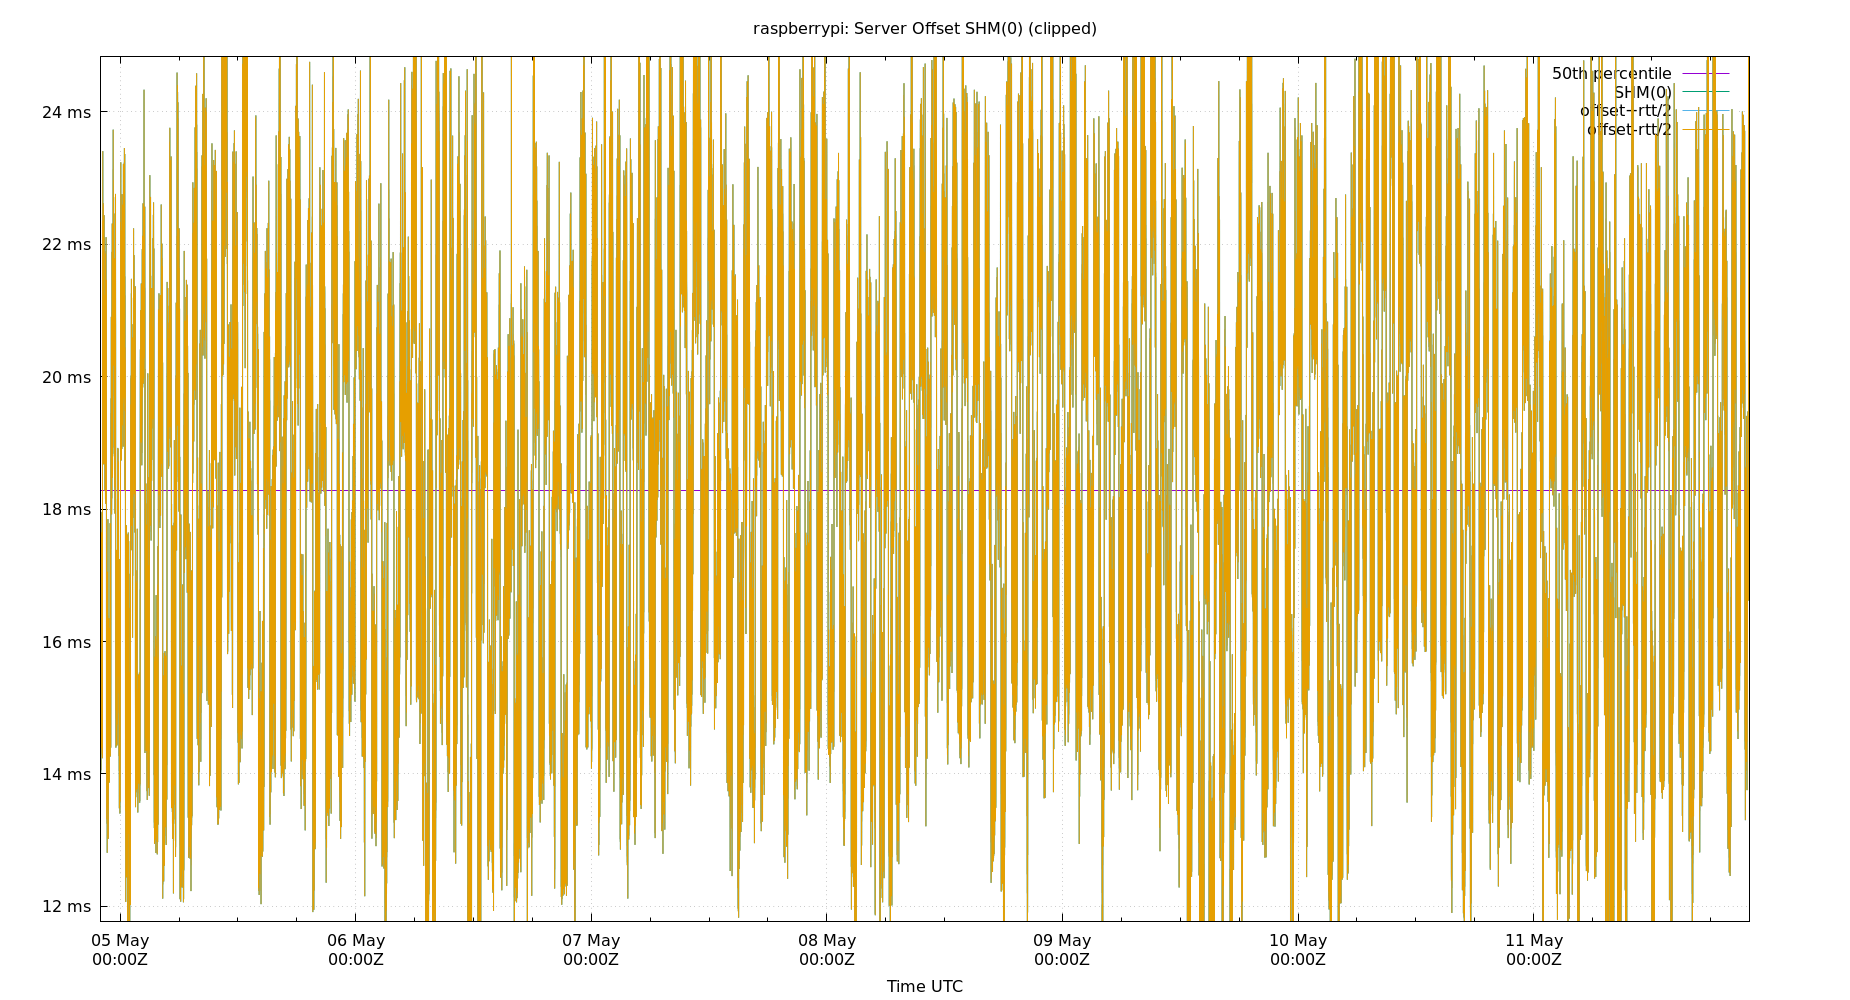 raspberrypi: Server Offset SHM(0) (clipped)
50th percentile
SHM(0)
offset--rtt/2
offset-rtt/2
24 ms
22 ms
20 ms
18 ms
16 ms
14 ms
12 ms
05 May 06 May 07 May 08 May 09 May 10 May 11 May
00:00Z 00:00Z 00:00Z 00:00Z 00:00Z 00:00Z 00:00Z
Time UTC